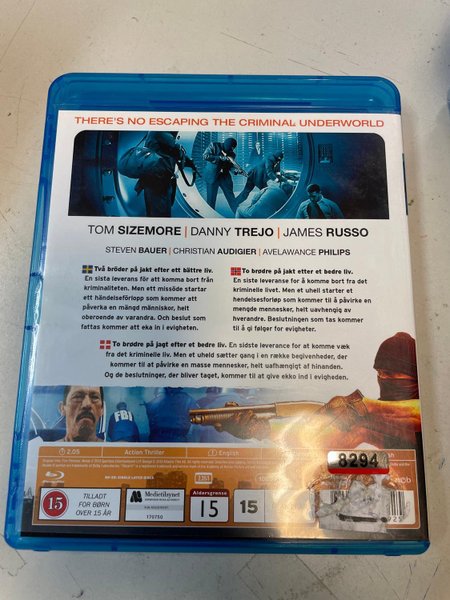 THERE'S NO ESCAPING THE CRIMINAL UNDERWORLD
TOM SIZEMORE | DANNY TREJO | JAMES RUSSO
STEVEN BAUER | CHRISTIAN AUDIGIER | AVELAWANCE PHILIPS
Två bröder på jakt efter ett bättre liv.
En sista leverans för att komma bort från
kriminaliteten. Men ett missöde startar
ett händelseförlopp som kommer att
påverka en mängd människor, helt
oberoende av varandra. Och beslut som
fattas kommer att eka in i evigheten.
To brødre på jakt efter et bedre liv.
En siste leveranse for å komme bort fra det
kriminelle livet. Men et uheil starter et
hendelsesforløp som kommer til å påvirke en
mengde mennesker, helt uavhengig av
hverandre. Beslutningen som tas kommer
til å gi følger for evigheter.
To brødre på jagt efter et bedre liv. En sidste leverance for at komme væk
fra det kriminelle liv. Men et uheld sætter gang i en række begivenheder, der
kommer til at påvirke en masse mennesker, helt uafhængigt af hinanden.
Og de beslutninger, der bliver taget, kommer til at give ekko ind i evigheden.
FBI
2.05
Action Thriller
English
8294
15
TILLADT
FOR BØRN
OVER 15 ÅR
Medietilsynet
Aldersgrense
15
15